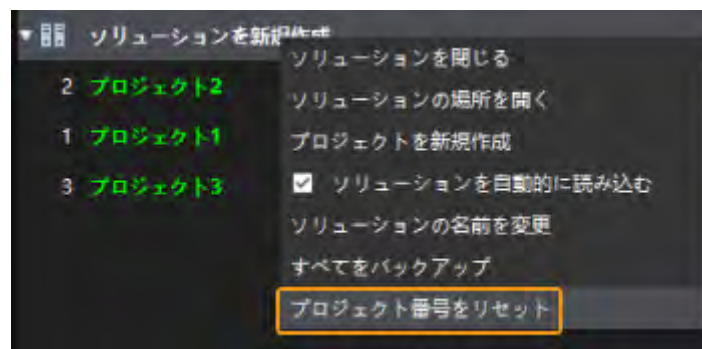 ソリューションを新規作成
2 プロジェクト2
1 プロジェクト1
3 プロジェクト3
ソリューションを閉じる
ソリューションの場所を開く
プロジェクトを新規作成
ソリューションを自動的に読み込む
ソリューションの名前を変更
すべてをバックアップ
プロジェクト番号をリセット